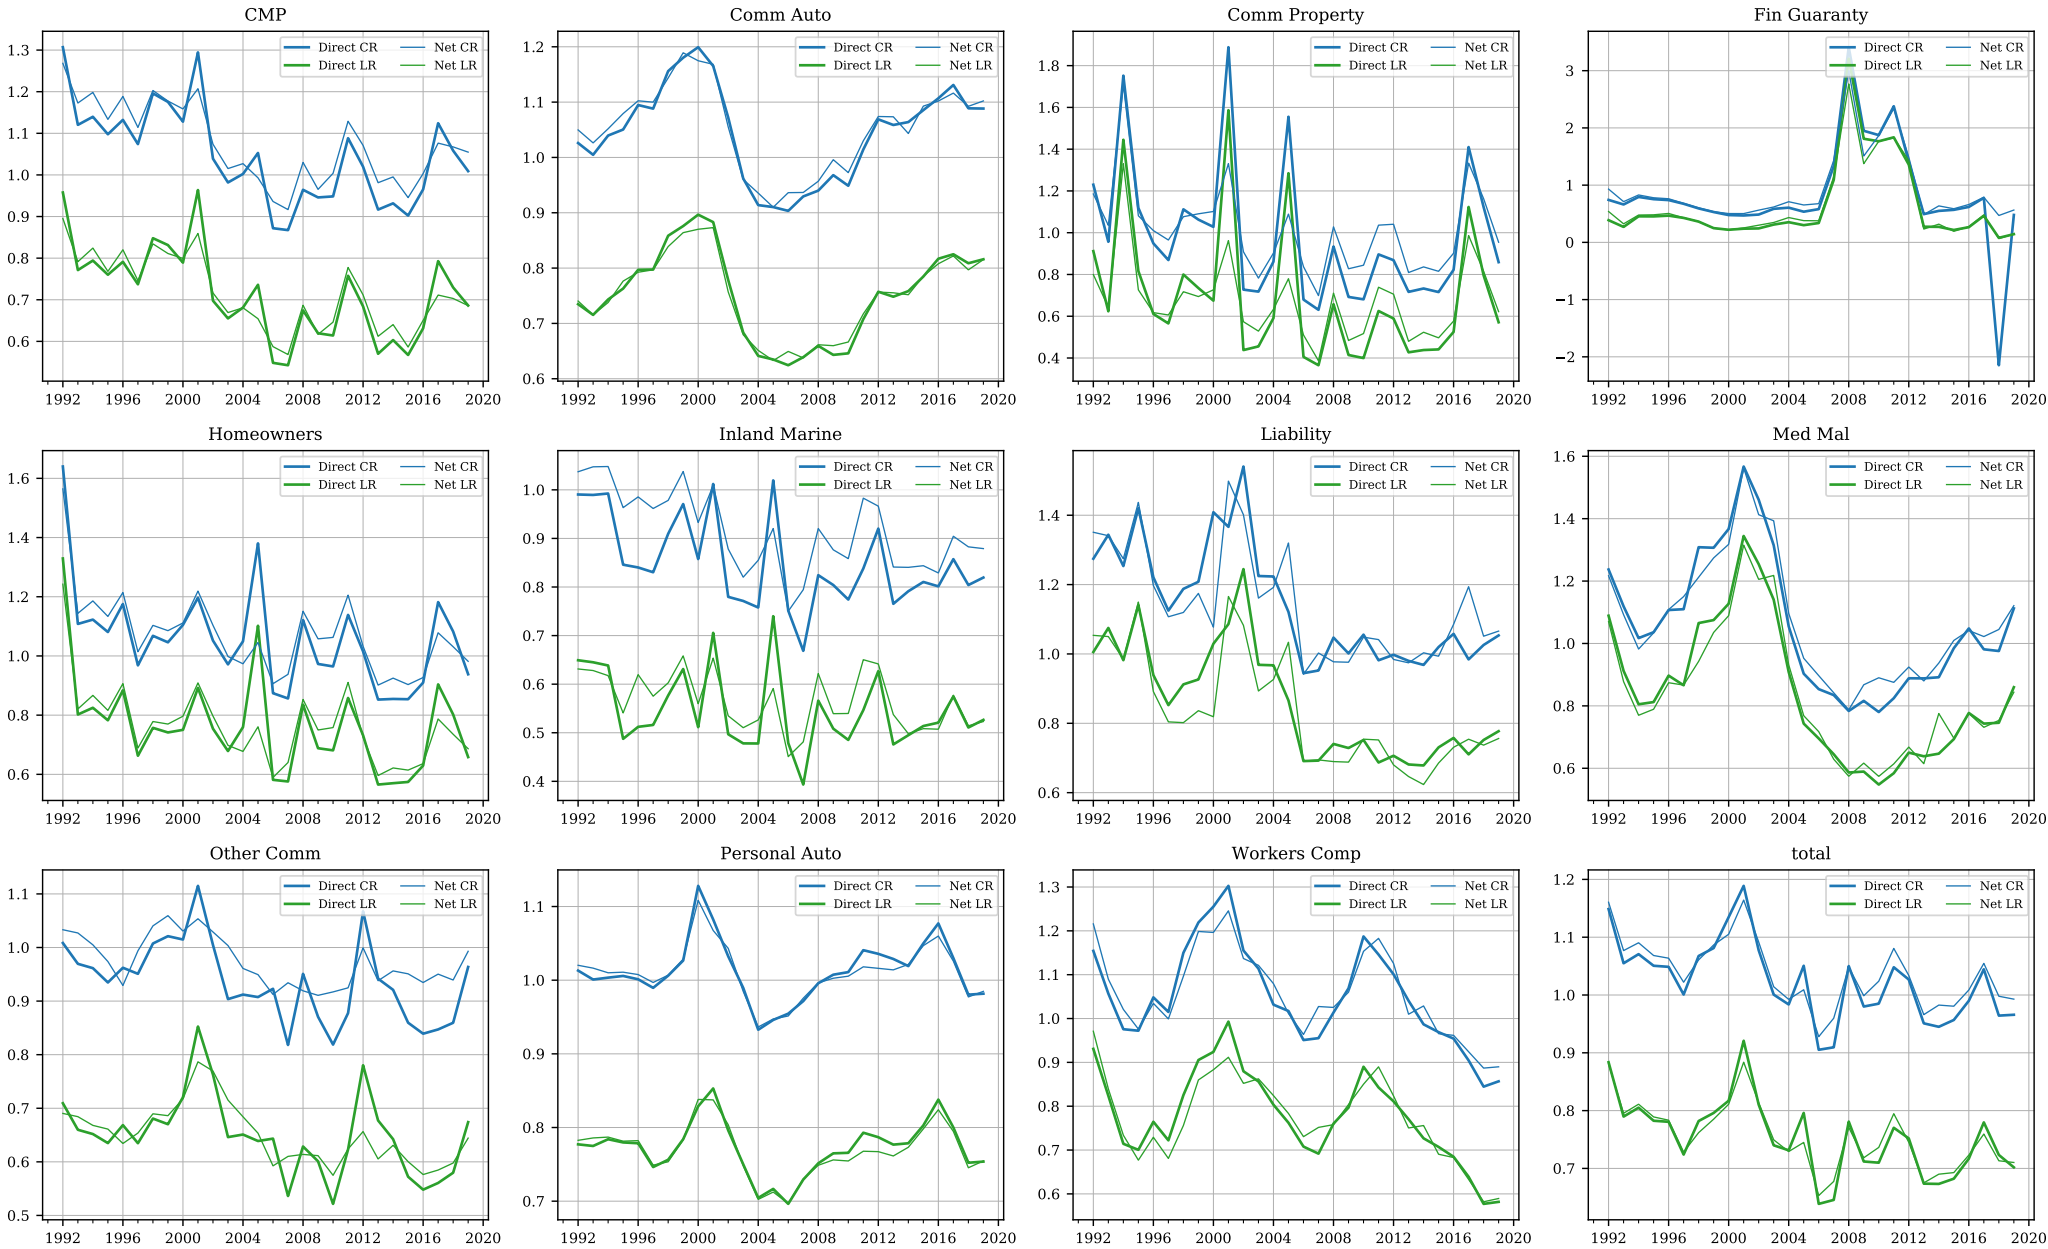 CMP
Direct CR Net CR
Direct LR Net LR
1.3
1.2
1.1
1.0
0.9
0.8
0.7
0.6
1992 1996 2000 2004 2008 2012 2016 2020
Comm Auto
Direct CR Net CR
Direct LR Net LR
1.2
1.1
1.0
0.9
0.8
0.7
0.6
1992 1996 2000 2004 2008 2012 2016 2020
Comm Property
Direct CR Net CR
Direct LR Net LR
1.8
1.6
1.4
1.2
1.0
0.8
0.6
0.4
1992 1996 2000 2004 2008 2012 2016 2020
Fin Guaranty
Direct CR Net CR
Direct LR Net LR
3
2
1
0
−1
−2
1992 1996 2000 2004 2008 2012 2016 2020
Homeowners
Direct CR Net CR
Direct LR Net LR
1.6
1.4
1.2
1.0
0.8
0.6
1992 1996 2000 2004 2008 2012 2016 2020
Inland Marine
Direct CR Net CR
Direct LR Net LR
1.0
0.9
0.8
0.7
0.6
0.5
0.4
1992 1996 2000 2004 2008 2012 2016 2020
Liability
Direct CR Net CR
Direct LR Net LR
1.4
1.2
1.0
0.8
0.6
1992 1996 2000 2004 2008 2012 2016 2020
Med Mal
Direct CR Net CR
Direct LR Net LR
1.6
1.4
1.2
1.0
0.8
0.6
1992 1996 2000 2004 2008 2012 2016 2020
Other Comm
Direct CR Net CR
Direct LR Net LR
1.1
1.0
0.9
0.8
0.7
0.6
0.5
1992 1996 2000 2004 2008 2012 2016 2020
Personal Auto
Direct CR Net CR
Direct LR Net LR
1.1
1.0
0.9
0.8
0.7
1992 1996 2000 2004 2008 2012 2016 2020
Workers Comp
Direct CR Net CR
Direct LR Net LR
1.3
1.2
1.1
1.0
0.9
0.8
0.7
0.6
1992 1996 2000 2004 2008 2012 2016 2020
total
Direct CR Net CR
Direct LR Net LR
1.2
1.1
1.0
0.9
0.8
0.7
1992 1996 2000 2004 2008 2012 2016 2020